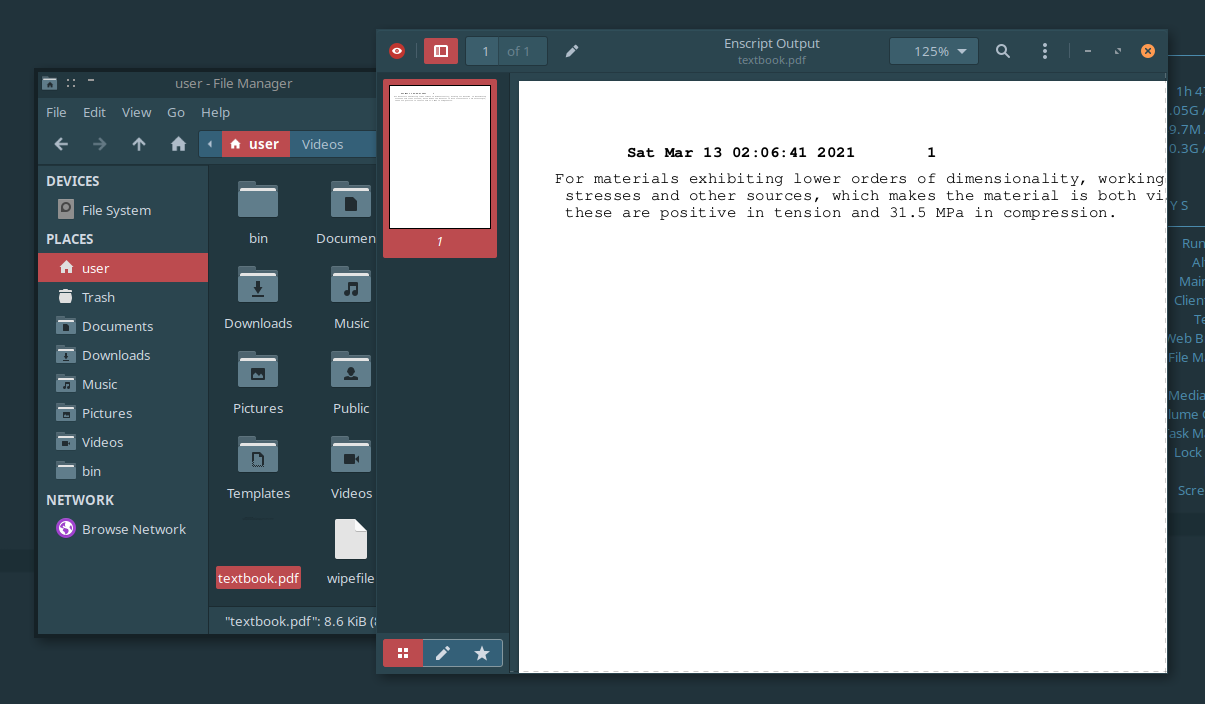 user - File Manager
File Edit View Go Help
user Videos
DEVICES
File System
PLACES
user
Trash
Documents
Downloads
Music
Pictures
Videos
bin
NETWORK
Browse Network
bin Documen
Downloads Music
Pictures Public
Templates Videos
textbook.pdf wipefile
"textbook.pdf": 8.6 KiB (
1 of 1
Enscript Output
textbook.pdf
125%
1
Sat Mar 13 02:06:41 2021 1
For materials exhibiting lower orders of dimensionality, working
stresses and other sources, which makes the material is both vi
these are positive in tension and 31.5 MPa in compression.
1h 47
.05G
9.7M
0.3G
Y S
Run
Al
Main
Clien
Te
Web B
File M
Media
lume
ask M
Lock
Scre